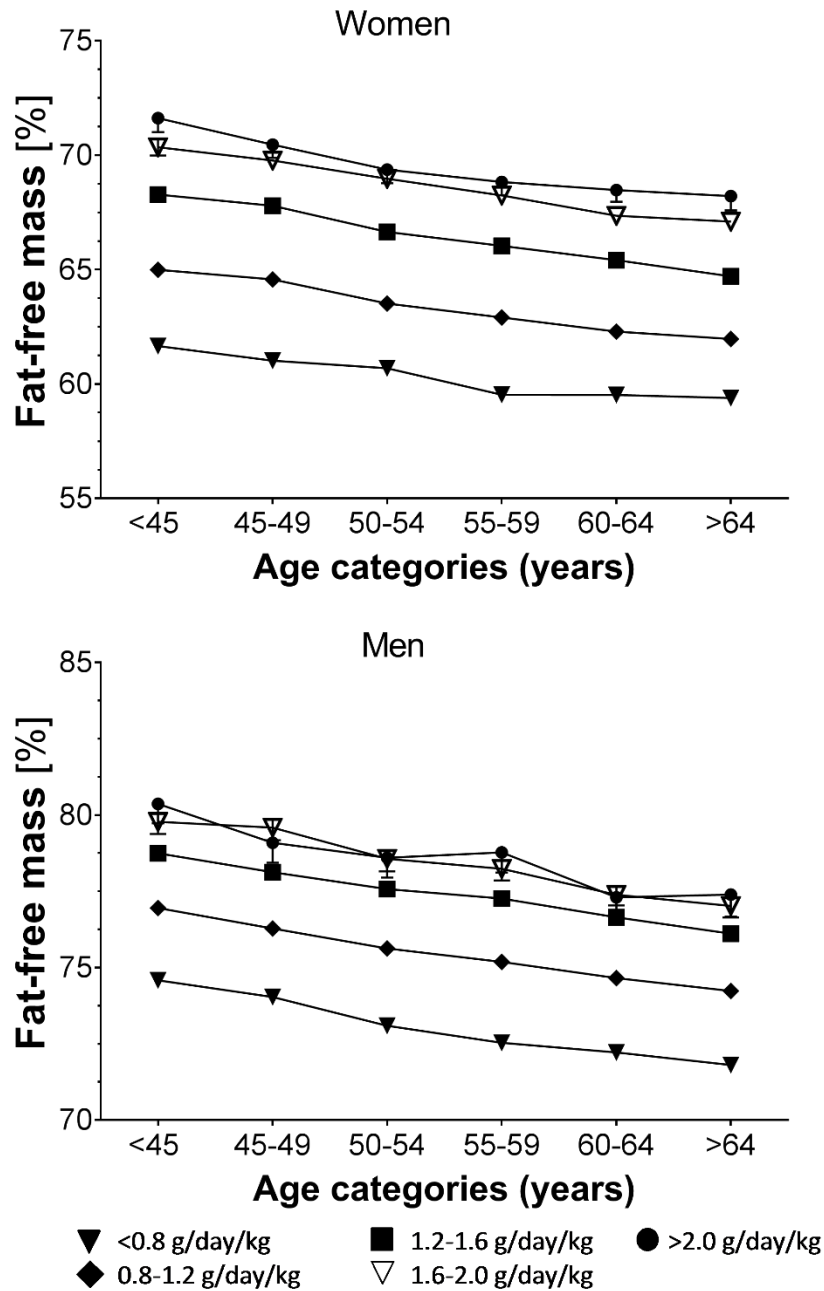 Women
75
70
65
60
55
Fat-free mass [%]
<45 45-49 50-54 55-59 60-64 >64
Age categories (years)
Men
85
80
75
70
Fat-free mass [%]
<45 45-49 50-54 55-59 60-64 >64
Age categories (years)
<0.8 g/day/kg 1.2-1.6 g/day/kg >2.0 g/day/kg
0.8-1.2 g/day/kg 1.6-2.0 g/day/kg